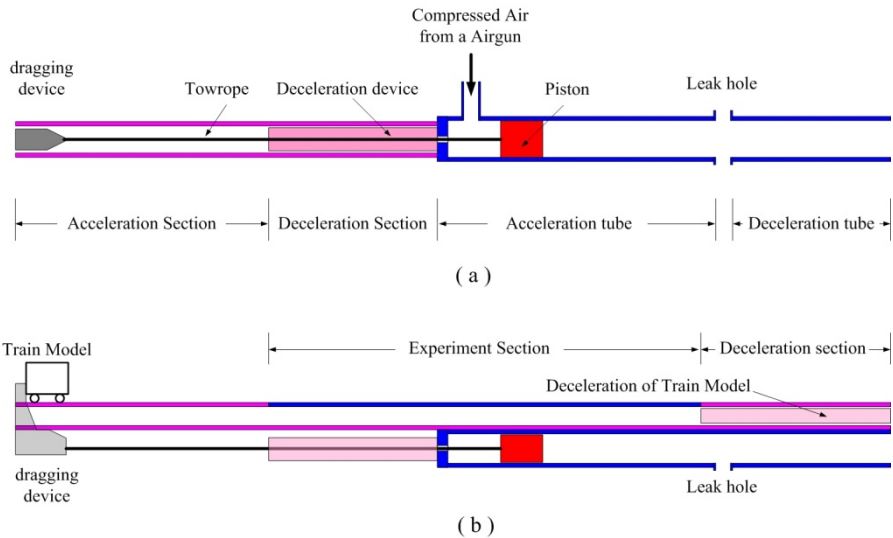 Compressed Air
from a Airgun
dragging
device
Towrope
Deceleration device
Piston
Leak hole
Acceleration Section
Deceleration Section
Acceleration tube
Deceleration tube
( a )
Train Model
Experiment Section
Deceleration section
Deceleration of Train Model
dragging
device
Leak hole
( b )